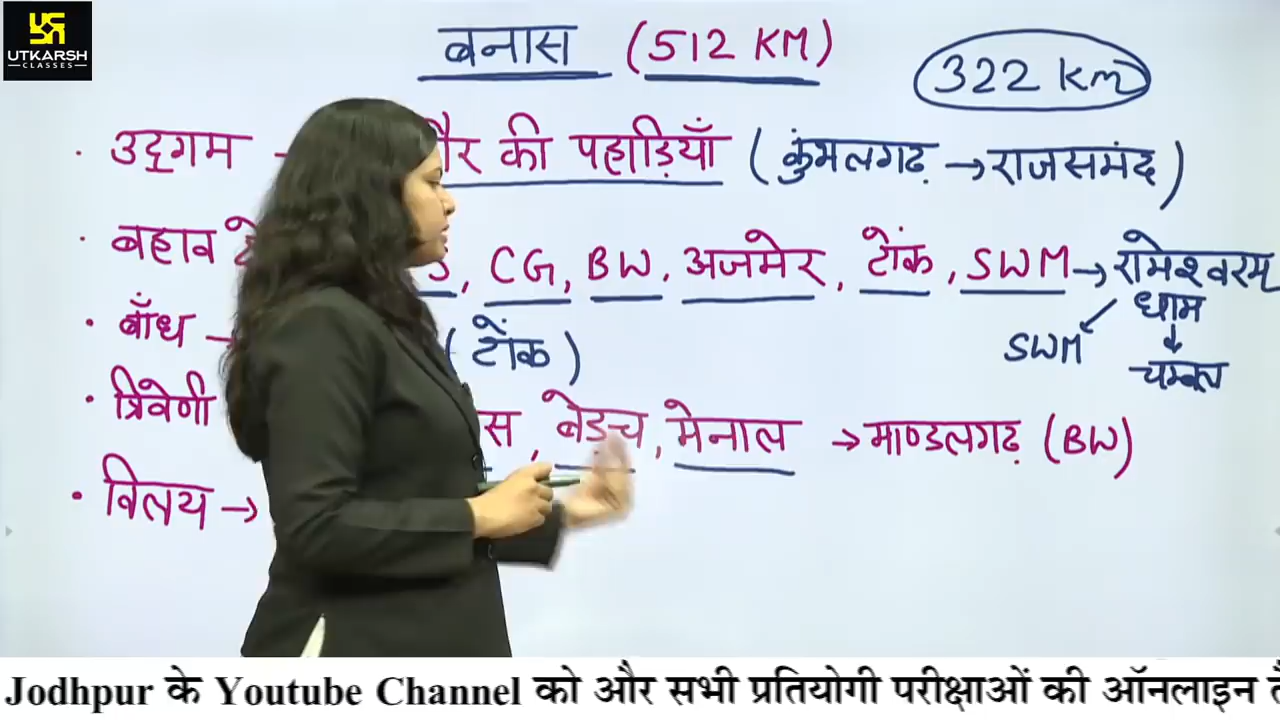 UTKARSH
CLASSES
बनास (512 KM)
322 km
· उद्गम - ौर की पहाड़ियाँ (कुंभलगढ़ → राजसमंद)
· बहाव S, CG, BW, अजमेर, टोंक, SWM → रामेश्वरम्
धाम
SWM
चम्बल
· बाँध → (टोंक)
· त्रिवेणी स, बेड़च, मेनाल → माण्डलगढ़ (BW)
· विलय →
Jodhpur के Youtube Channel को और सभी प्रतियोगी परीक्षाओं की ऑनलाइन